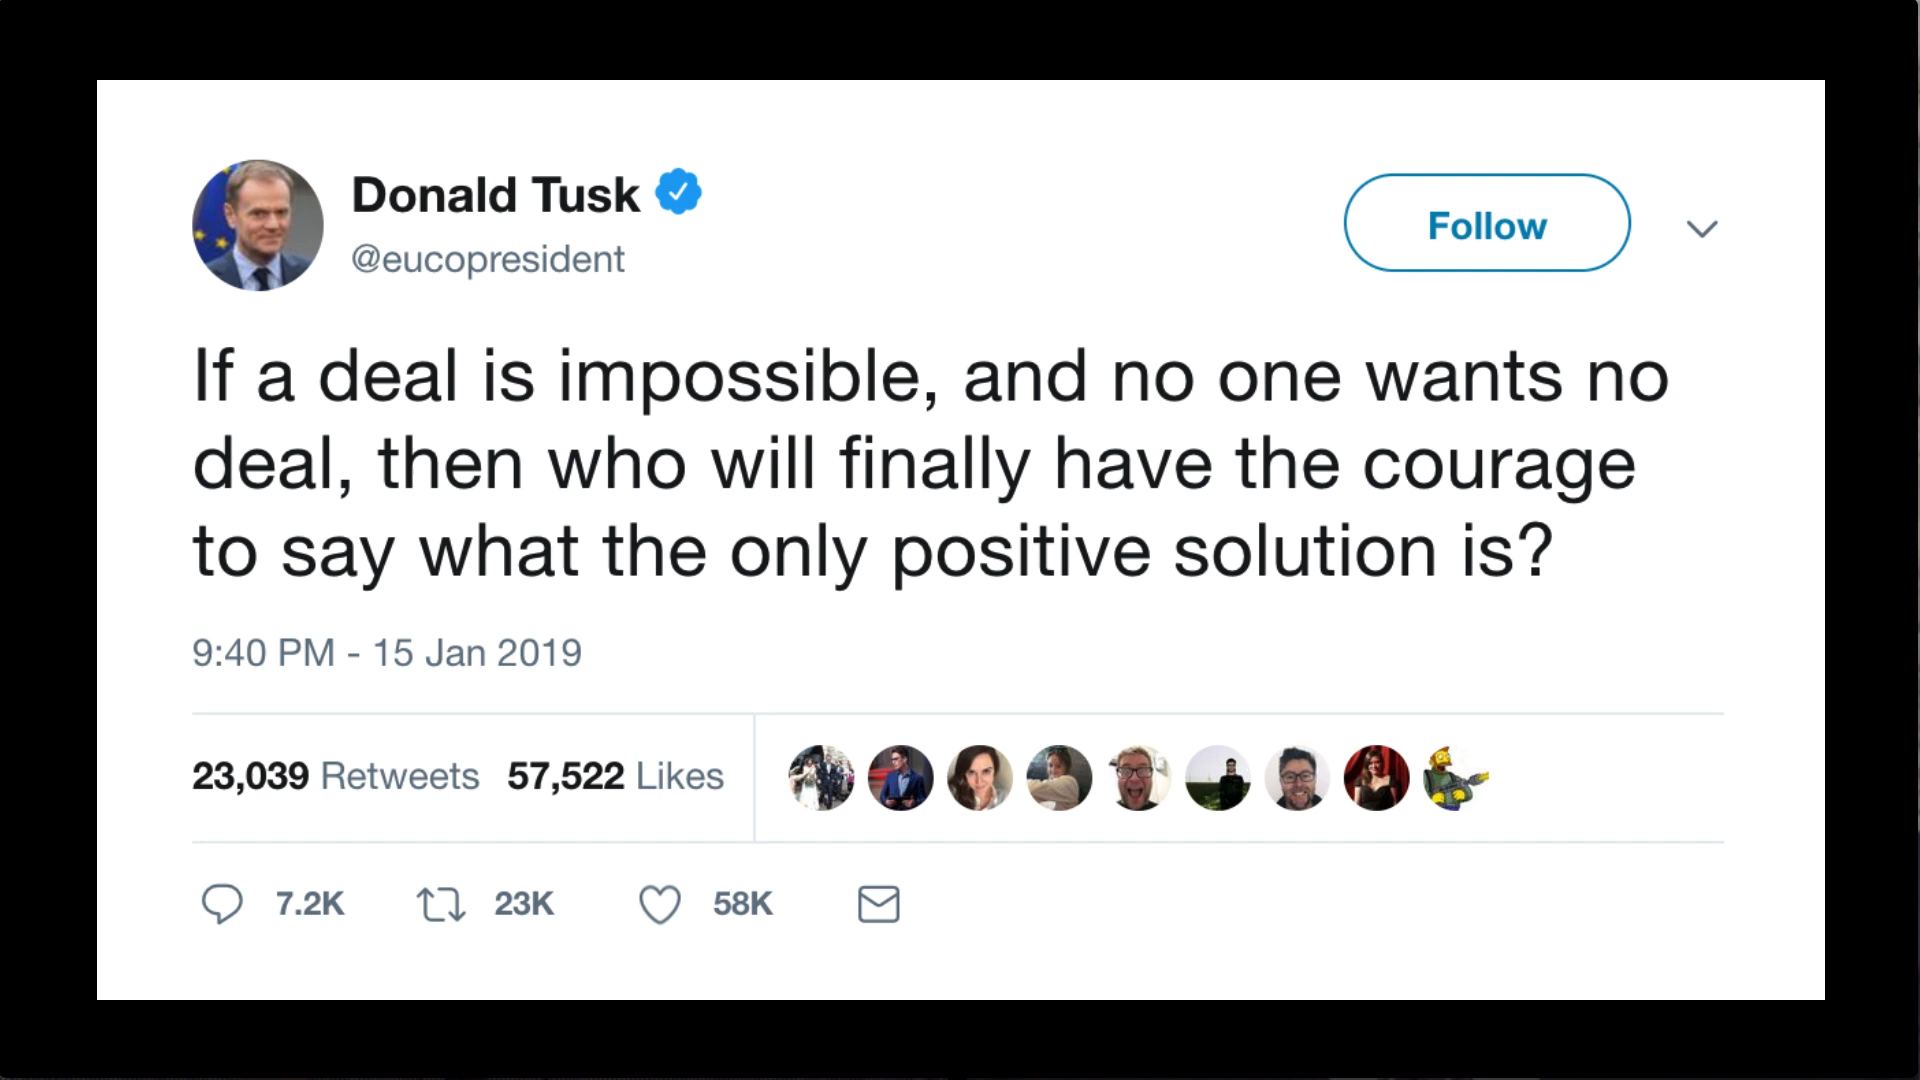 Donald Tusk
@eucopresident
Follow
If a deal is impossible, and no one wants no
deal, then who will finally have the courage
to say what the only positive solution is?
9:40 PM - 15 Jan 2019
23,039 Retweets 57,522 Likes
7.2K 23K 58K